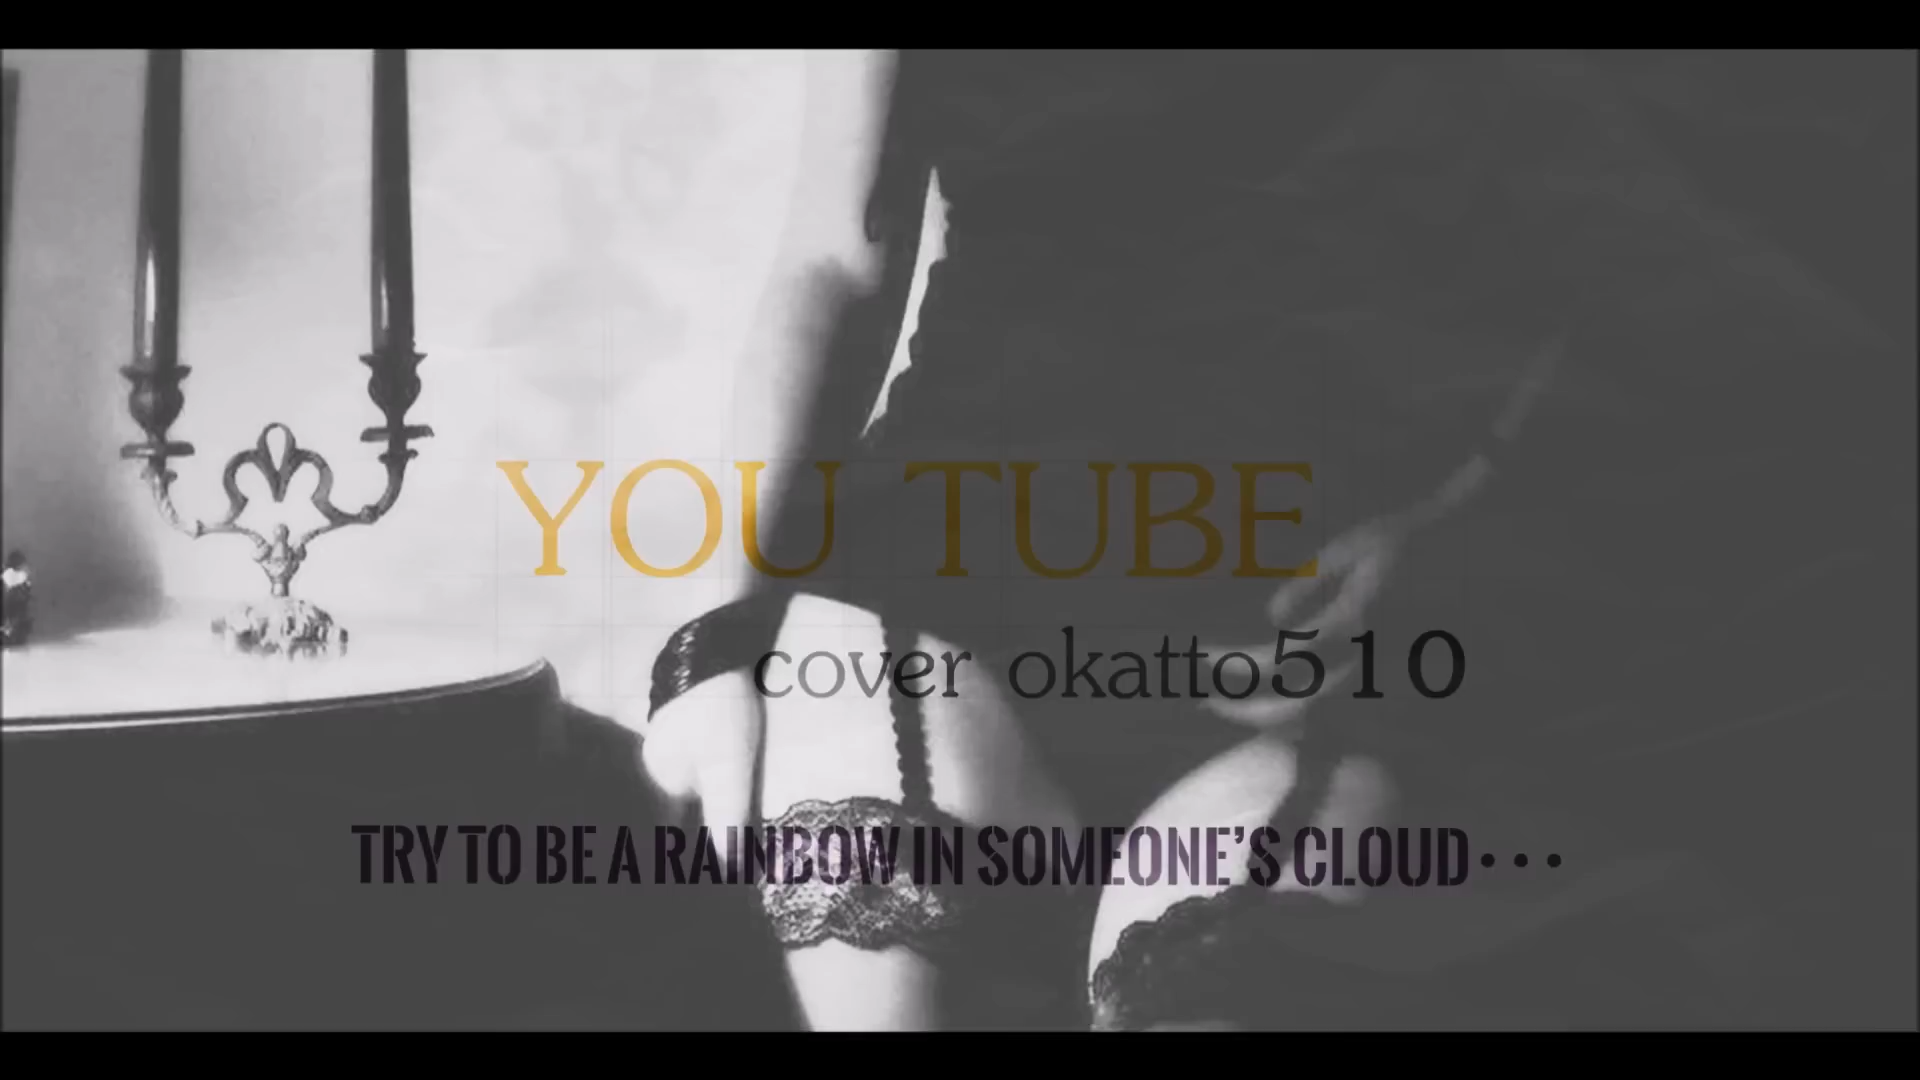 YOU TUBE
cover okatto510
TRY TO BE A RAINBOW IN SOMEONE'S CLOUD・・・